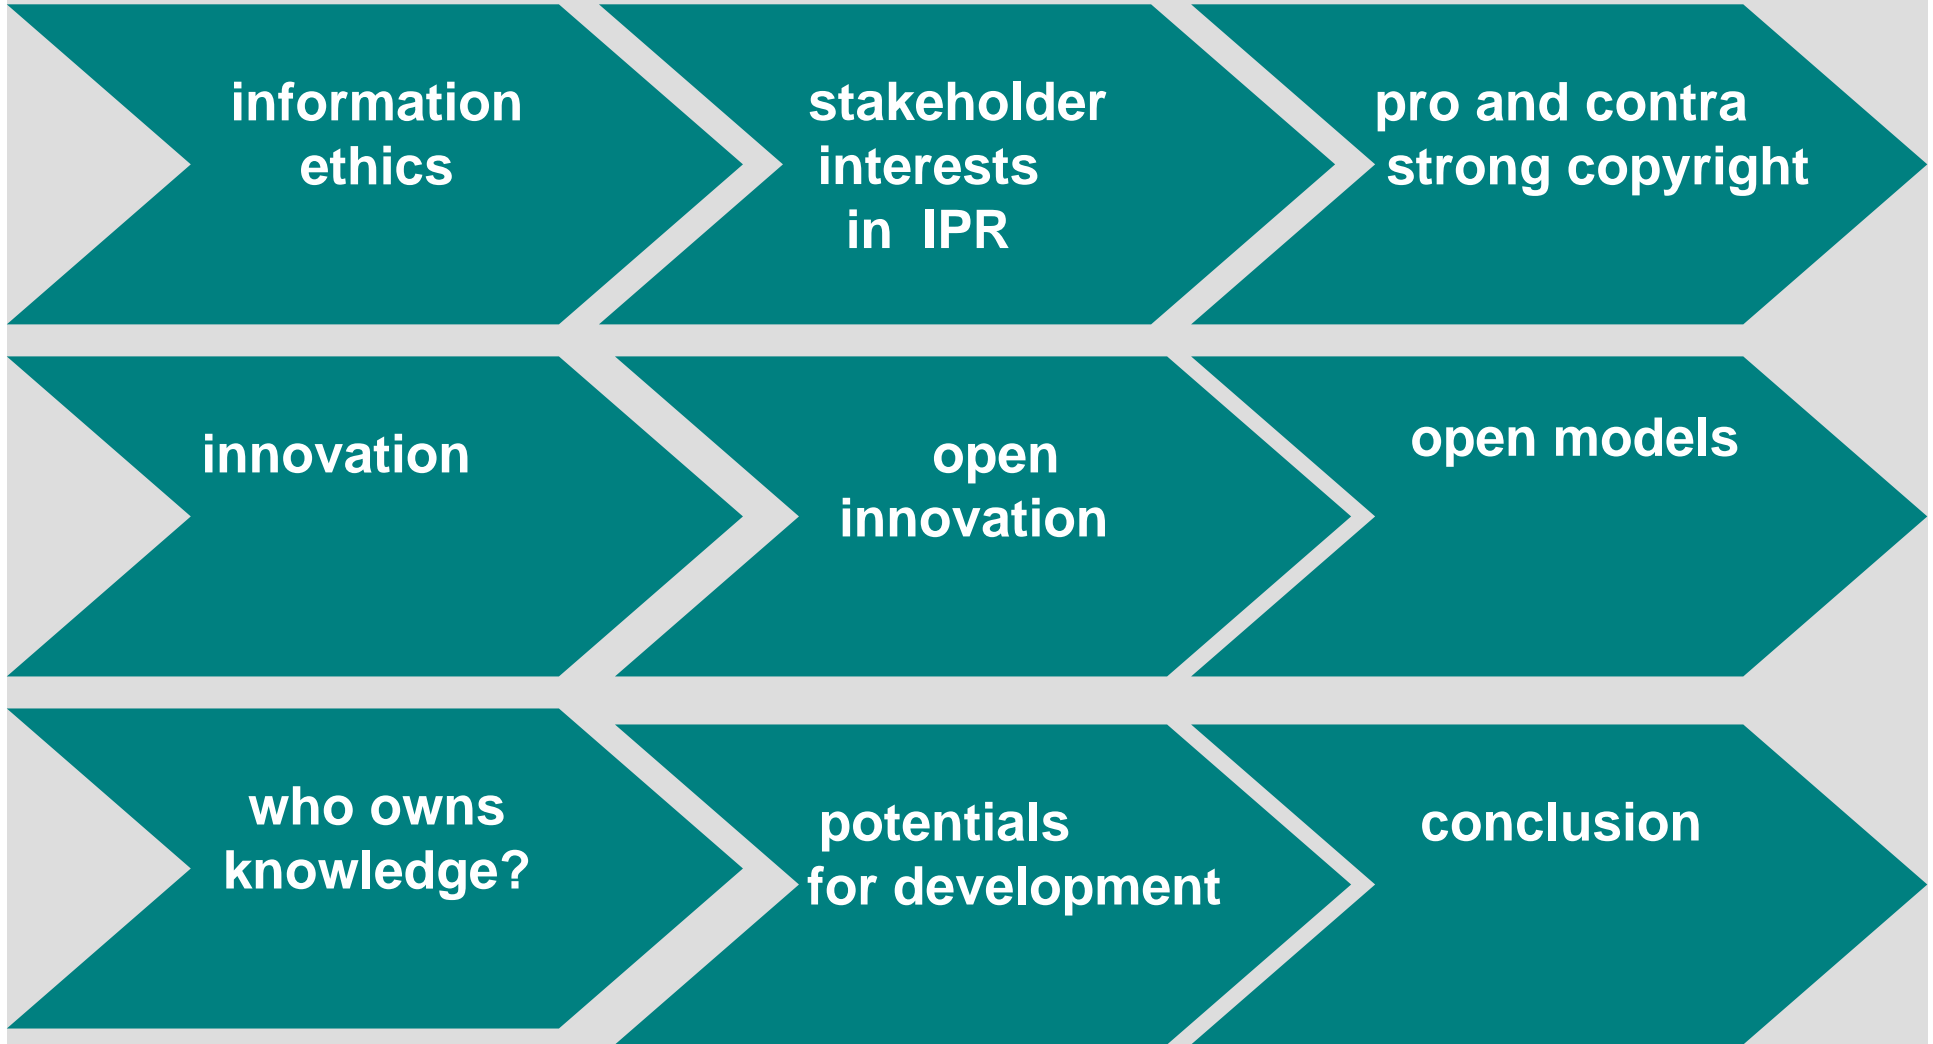 information
ethics
stakeholder
interests
in IPR
pro and contra
strong copyright
innovation
open
innovation
open models
who owns
knowledge?
potentials
for development
conclusion